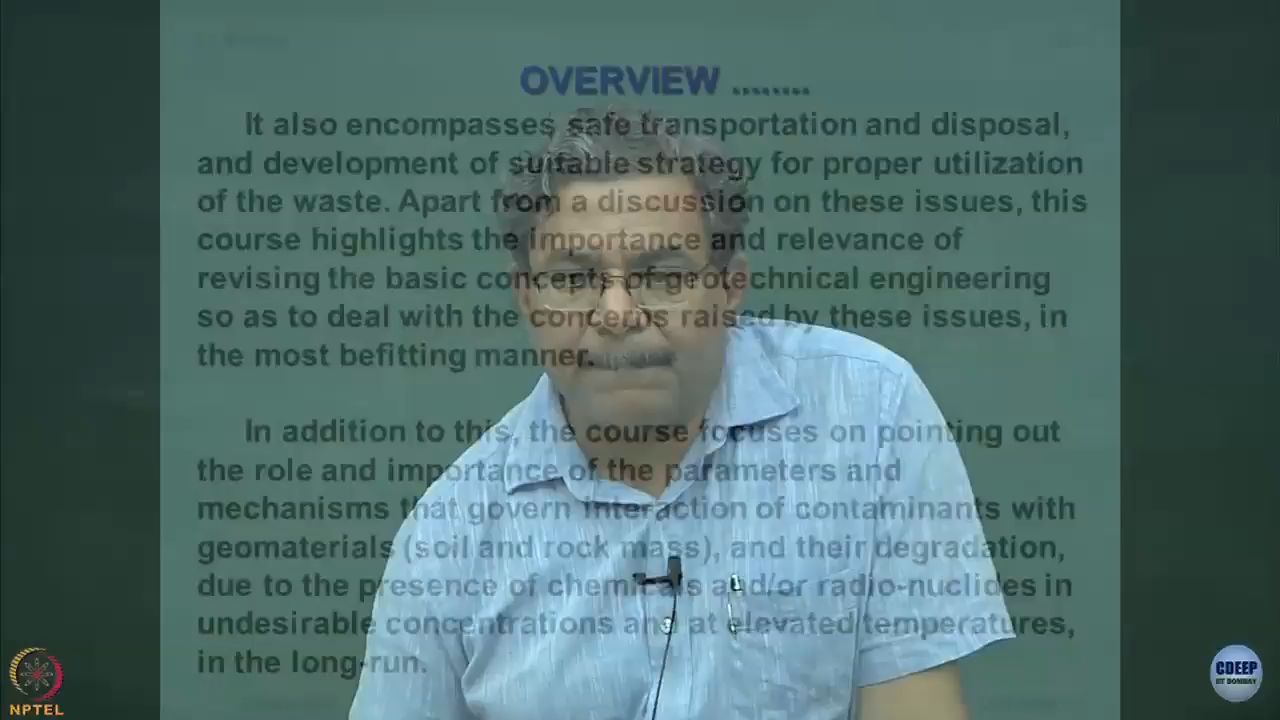 OVERVIEW ........
It also encompasses safe transportation and disposal,
and development of suitable strategy for proper utilization
of the waste. Apart from a discussion on these issues, this
course highlights the importance and relevance of
revising the basic concepts of geotechnical engineering
so as to deal with the concerns raised by these issues, in
the most befitting manner.
In addition to this, the course focuses on pointing out
the role and importance of the parameters and
mechanisms that govern interaction of contaminants with
geomaterials (soil and rock mass), and their degradation,
due to the presence of chemicals and/or radio-nuclides in
undesirable concentrations and at elevated temperatures,
in the long-run.
NPTEL
CDEEP
IIT BOMBAY